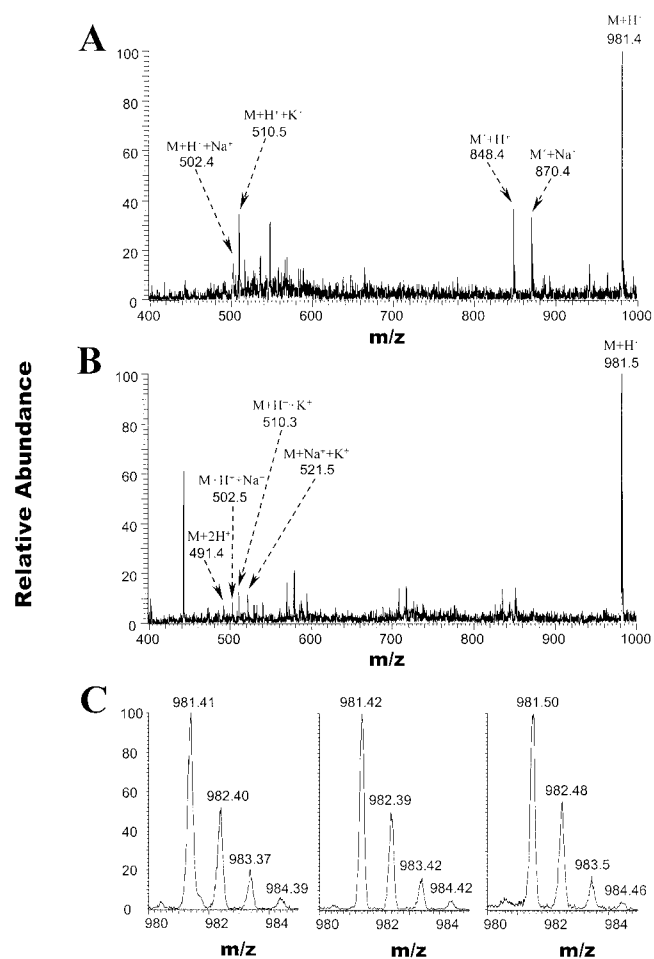 A
M+H+
981.4
M+H++K+
510.5
M+H++Na+
502.4
M'+H+
848.4
M'+Na+
870.4
100
80
60
40
20
0
400 500 600 700 800 900 1000
m/z
Relative Abundance
B
M+H+
981.5
M+H++K+
510.3
M+H++Na+
502.5
M+Na++K+
521.5
M+2H+
491.4
100
80
60
40
20
0
400 500 600 700 800 900 1000
m/z
C
981.41 981.42 981.50
982.40 982.39 982.48
983.37 983.42 983.5
984.39 984.42 984.46
100
80
60
40
20
0
980 982 984 980 982 984 980 982 984
m/z m/z m/z